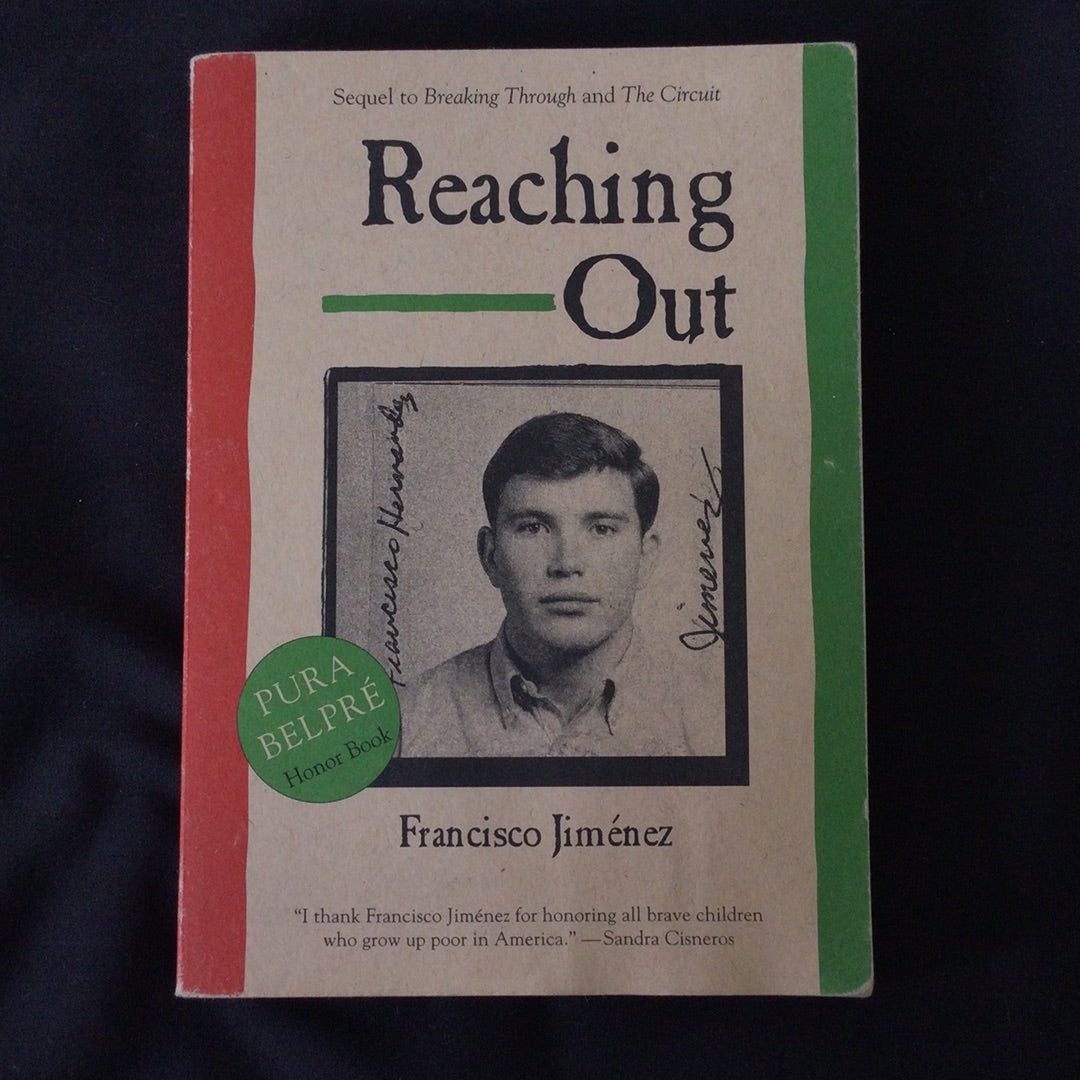 Sequel to Breaking Through and The Circuit
Reaching
Out
Francisco Hernandez
Jimenez
PURA
BELPRÉ
Honor Book
Francisco Jiménez
“I thank Francisco Jiménez for honoring all brave children
who grow up poor in America.” —Sandra Cisneros